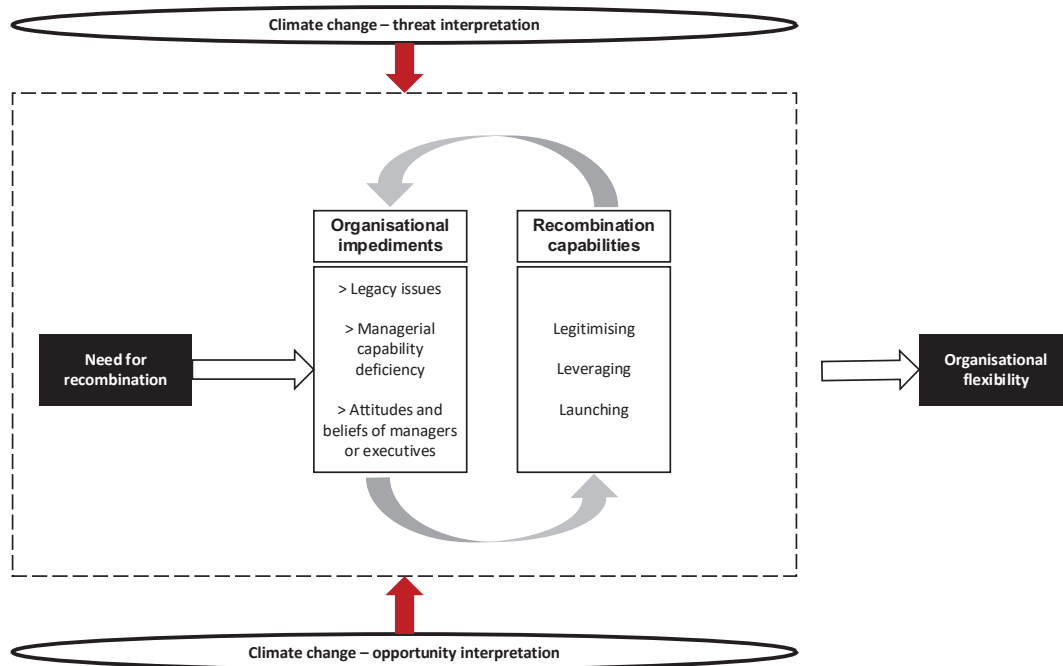 Climate change – threat interpretation
Organisational
impediments
Recombination
capabilities
> Legacy issues
> Managerial
capability
deficiency
> Attitudes and
beliefs of managers
or executives
Legitimising
Leveraging
Launching
Need for
recombination
Organisational
flexibility
Climate change – opportunity interpretation